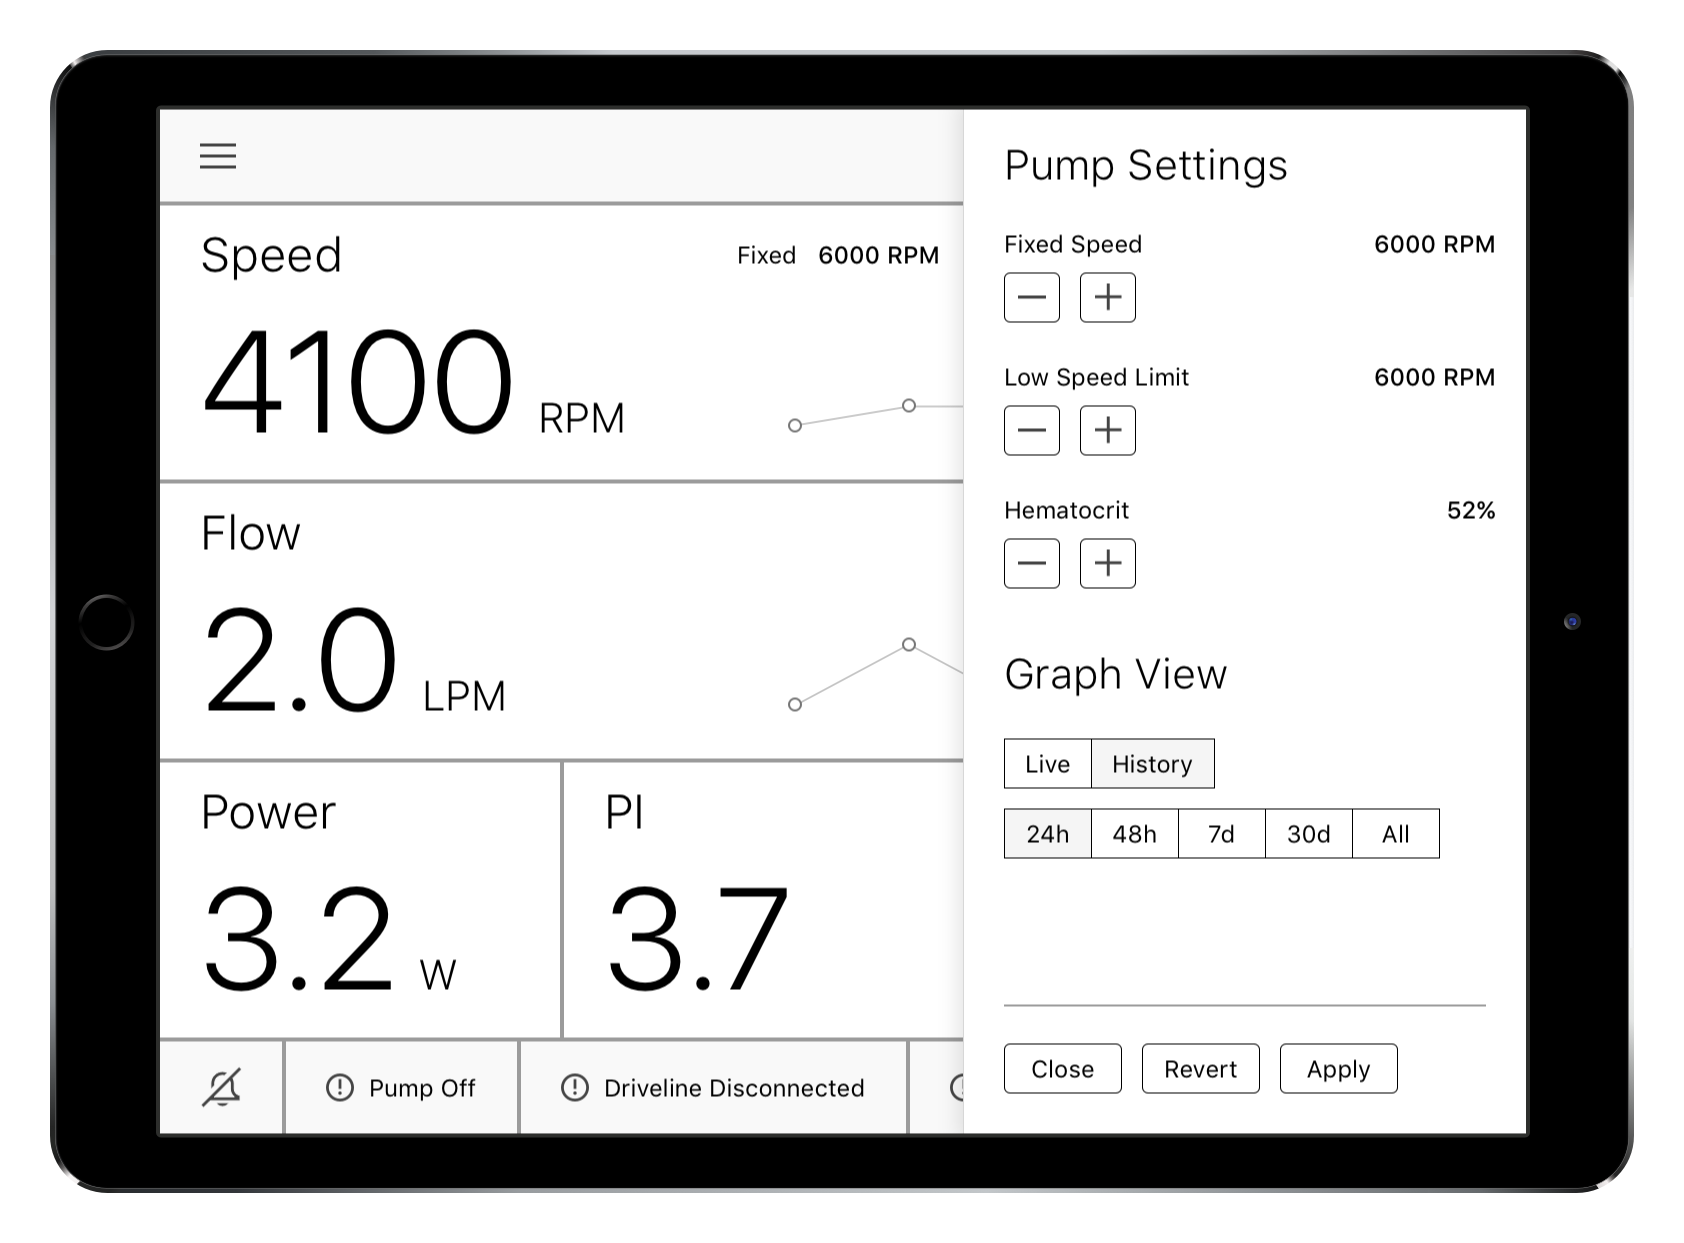 Speed
Fixed 6000 RPM
4100 RPM
Flow
2.0 LPM
Power
3.2 W
PI
3.7
Pump Off
Driveline Disconnected
Pump Settings
Fixed Speed 6000 RPM
Low Speed Limit 6000 RPM
Hematocrit 52%
Graph View
Live History
24h 48h 7d 30d All
Close Revert Apply